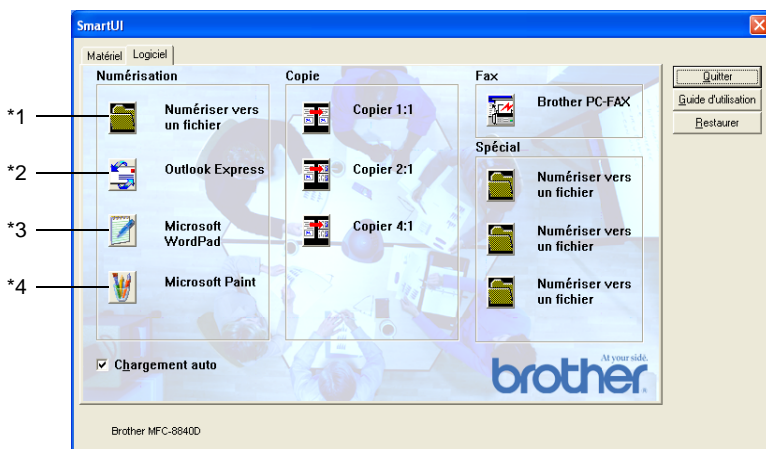 SmartUI
Matériel Logiciel
Numérisation
*1
Numériser vers
un fichier
*2
Outlook Express
*3
Microsoft
WordPad
*4
Microsoft Paint
Copie
Copier 1:1
Copier 2:1
Copier 4:1
Fax
Brother PC-FAX
Spécial
Numériser vers
un fichier
Numériser vers
un fichier
Numériser vers
un fichier
Quitter
Guide d'utilisation
Restaurer
Chargement auto
At your side.
brother
Brother MFC-8840D